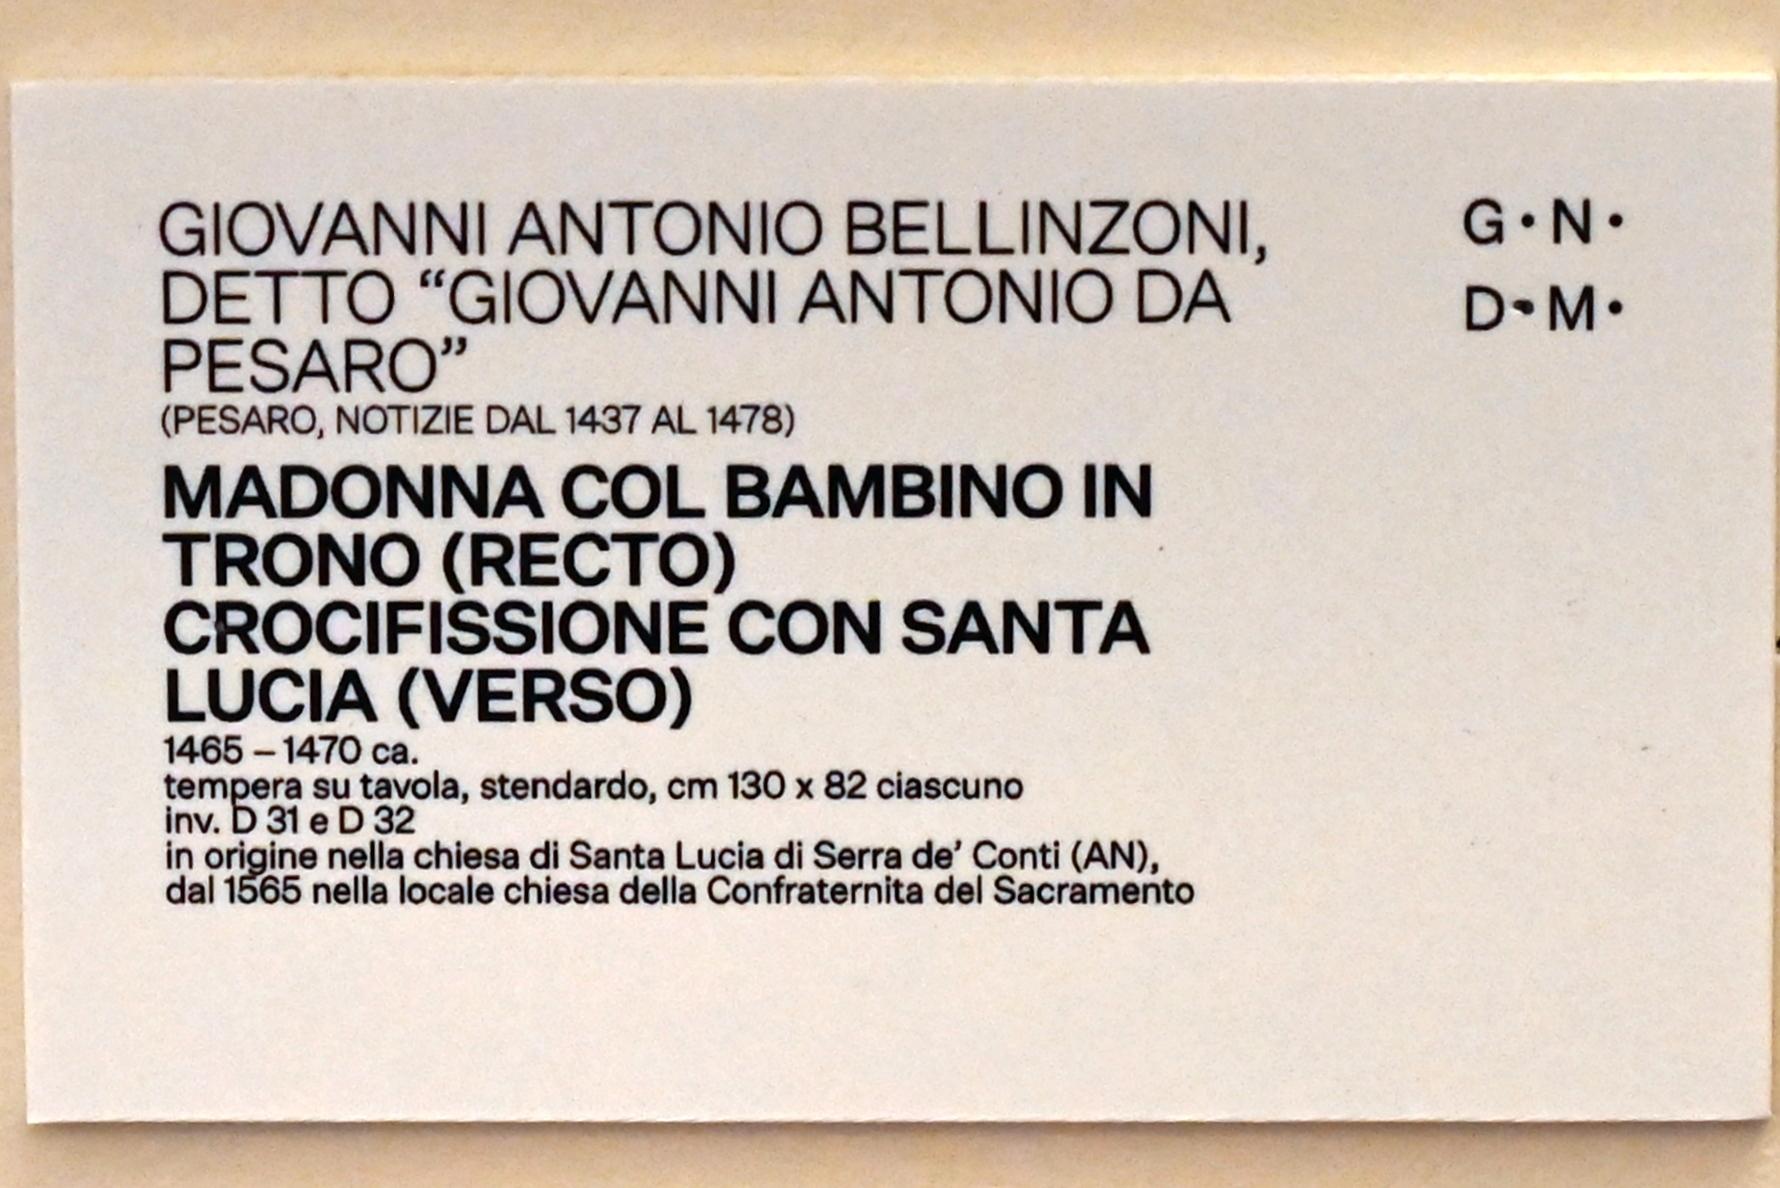 GIOVANNI ANTONIO BELLINZONI,
DETTO “GIOVANNI ANTONIO DA
PESARO”
(PESARO, NOTIZIE DAL 1437 AL 1478)
MADONNA COL BAMBINO IN
TRONO (RECTO)
CROCIFISSIONE CON SANTA
LUCIA (VERSO)
1465 – 1470 ca.
tempera su tavola, stendardo, cm 130 x 82 ciascuno
inv. D 31 e D 32
in origine nella chiesa di Santa Lucia di Serra de’ Conti (AN),
dal 1565 nella locale chiesa della Confraternita del Sacramento
G·N·
D·M·